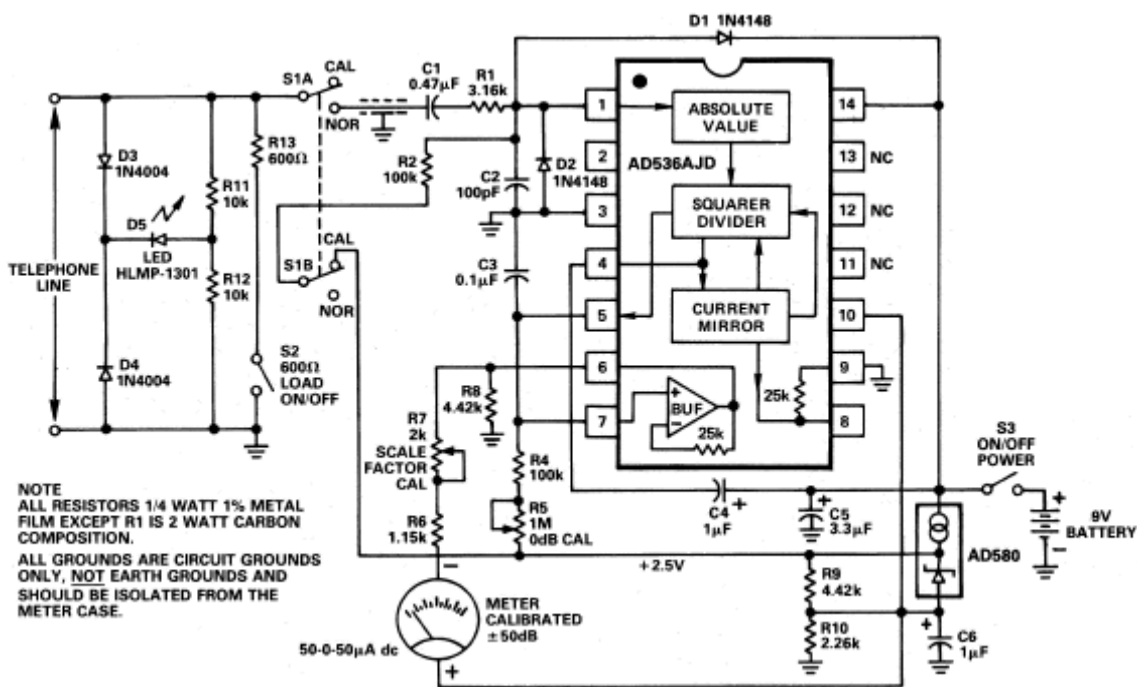 D1 1N4148
CAL
S1A
C1
0.47μF
R1
3.16k
NOR
1
14
ABSOLUTE
VALUE
R13
600Ω
D3
1N4004
R2
100k
D2
1N4148
2
AD536AJD
13
NC
R11
10k
C2
100pF
D5
SQUARER
DIVIDER
3
12
NC
LED
HLMP-1301
CAL
S1B
TELEPHONE
LINE
R12
10k
C3
0.1μF
4
11
NC
NOR
CURRENT
MIRROR
5
10
D4
1N4004
S2
600Ω
LOAD
ON/OFF
R8
4.42k
6
9
25k
BUF
+
−
25k
7
8
R7
2k
SCALE
FACTOR
CAL
S3
ON/OFF
POWER
R4
100k
NOTE
ALL RESISTORS 1/4 WATT 1% METAL
FILM EXCEPT R1 IS 2 WATT CARBON
COMPOSITION.
ALL GROUNDS ARE CIRCUIT GROUNDS
ONLY, NOT EARTH GROUNDS AND
SHOULD BE ISOLATED FROM THE
METER CASE.
R5
1M
0dB CAL
C4
1μF
+
+
C5
3.3μF
+
−
9V
BATTERY
R6
1.15k
AD580
+2.5V
R9
4.42k
−
METER
CALIBRATED
±50dB
50-0-50μA dc
+
R10
2.26k
+
C6
1μF